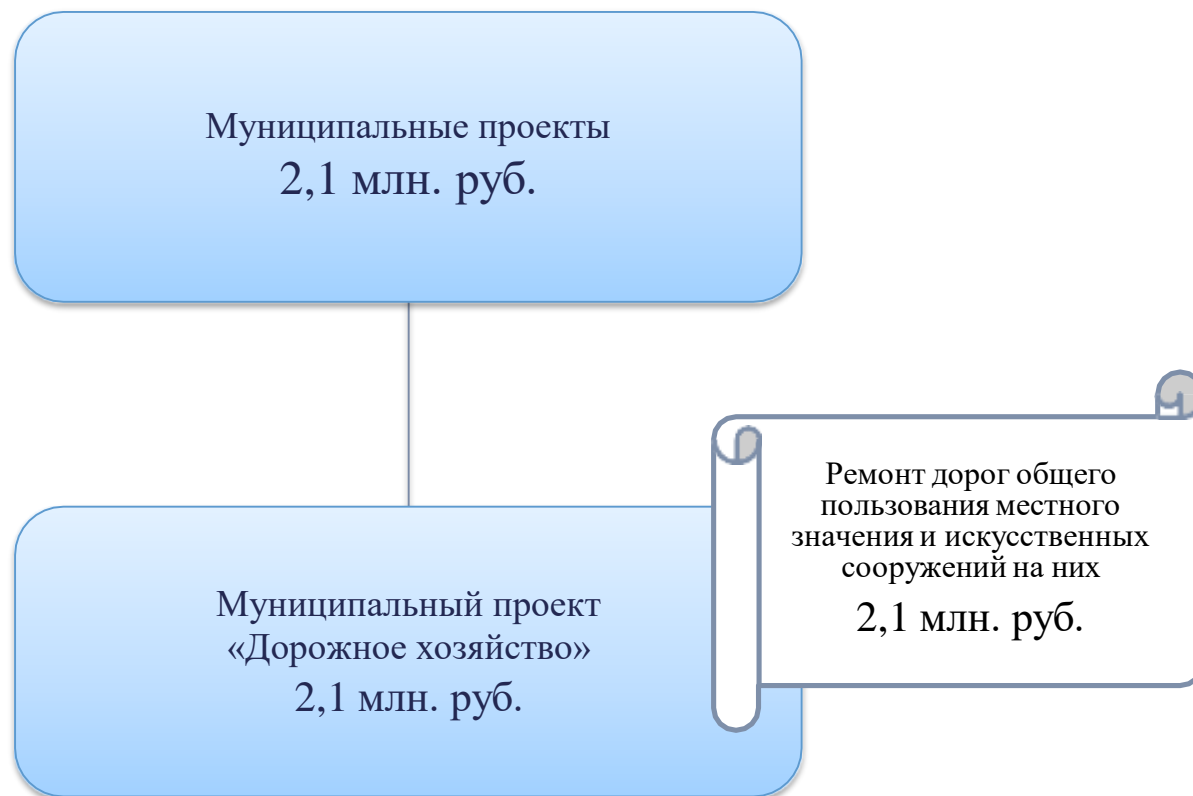 Муниципальные проекты
2,1 млн. руб.
Ремонт дорог общего
пользования местного
значения и искусственных
сооружений на них
2,1 млн. руб.
Муниципальный проект
«Дорожное хозяйство»
2,1 млн. руб.